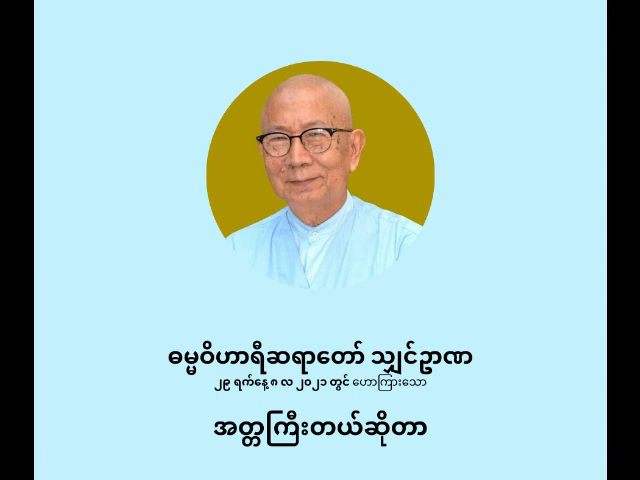 ဓမ္မဝိဟာရီဆရာတော် သျှင်ဥာဏ
၂၉ ရက်နေ့ ၈ လ ၂၀၂၁ တွင် ဟောကြားသော
အတ္တကြီးတယ်ဆိုတာ